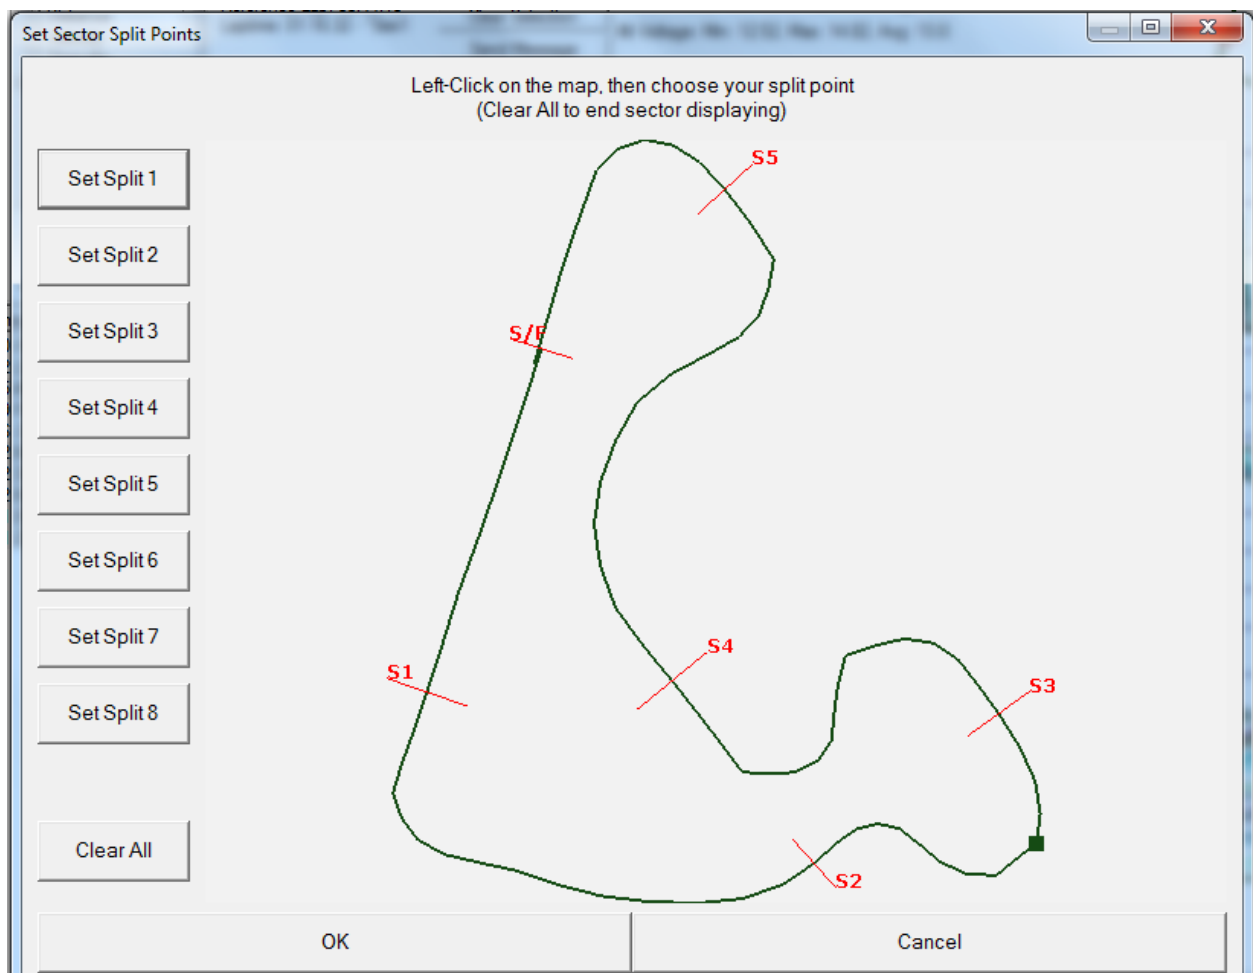 Set Sector Split Points
Left-Click on the map, then choose your split point
(Clear All to end sector displaying)
Set Split 1
Set Split 2
Set Split 3
Set Split 4
Set Split 5
Set Split 6
Set Split 7
Set Split 8
Clear All
S5
S/F
S4
S1
S3
S2
OK
Cancel